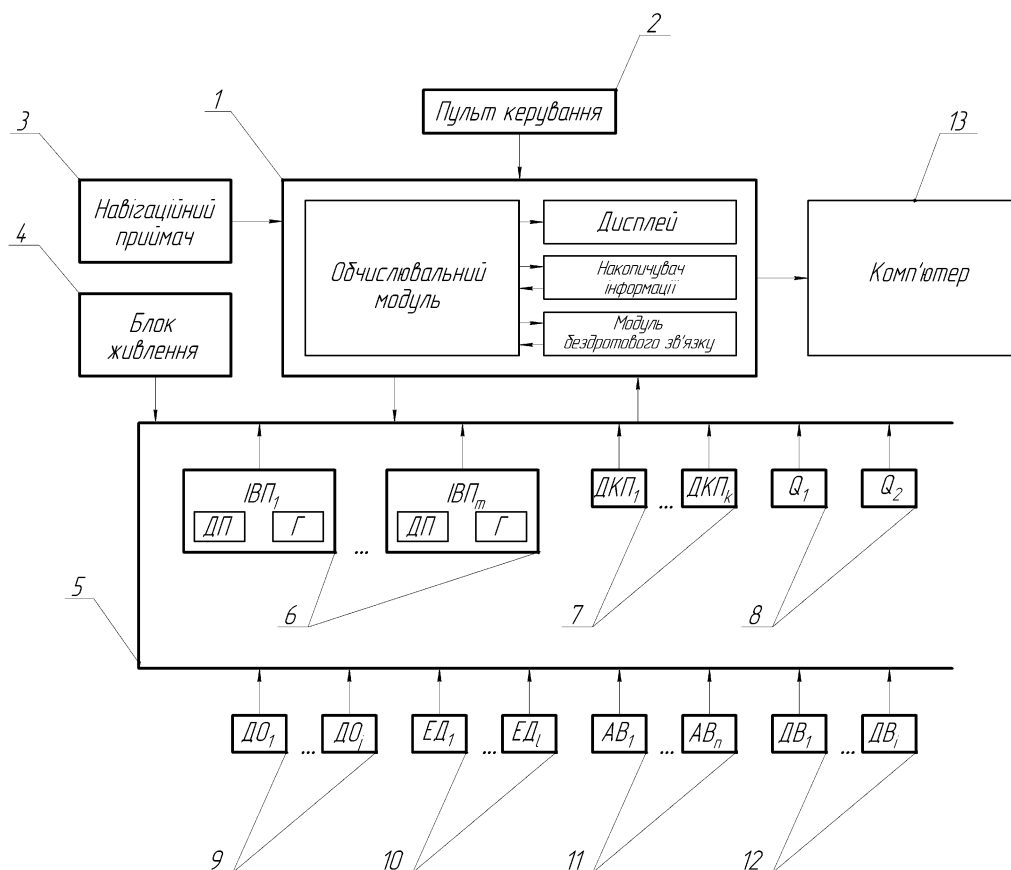 2
Пульт керування
1
3
13
Навігаційний
приймач
4
Обчислювальний
модуль
Дисплей
Накопичувач
інформації
Модуль
бездротового зв'язку
Комп'ютер
Блок
живлення
ІВП₁
ДП
Г
...
ІВПₘ
ДП
Г
ДКП₁
...
ДКПₖ
Q₁
Q₂
5
6
7
8
ДО₁
...
ДОⱼ
ЕД₁
...
ЕДₗ
АВ₁
...
АВₙ
ДВ₁
...
ДВᵢ
9
10
11
12